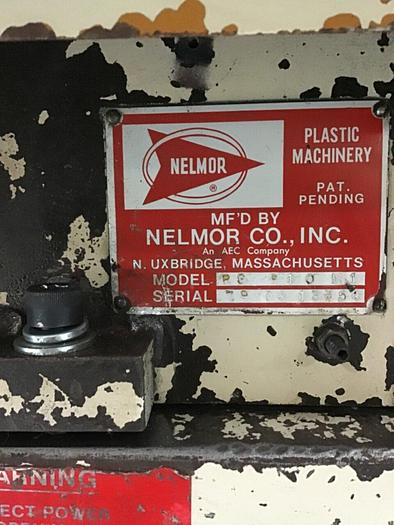 NELMOR
®
PLASTIC
MACHINERY
PAT.
PENDING
MF'D BY
NELMOR CO., INC.
An AEC Company
N. UXBRIDGE, MASSACHUSETTS
MODEL
SERIAL
ARNING
ECT POWER